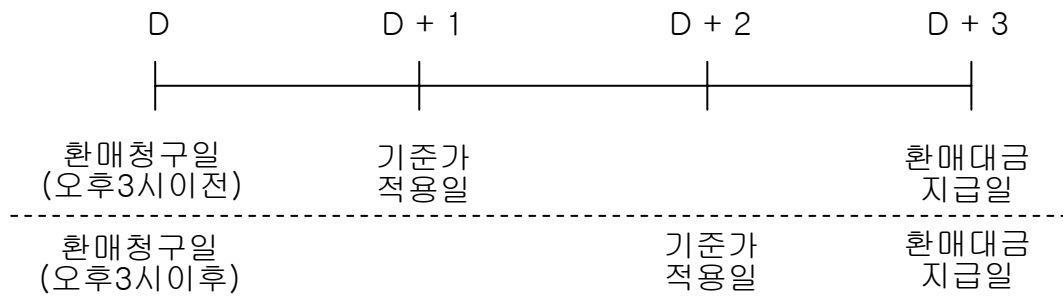 D D + 1 D + 2 D + 3
환매청구일 기준가 환매대금
(오후3시이전) 적용일 지급일
환매청구일 기준가 환매대금
(오후3시이후) 적용일 지급일